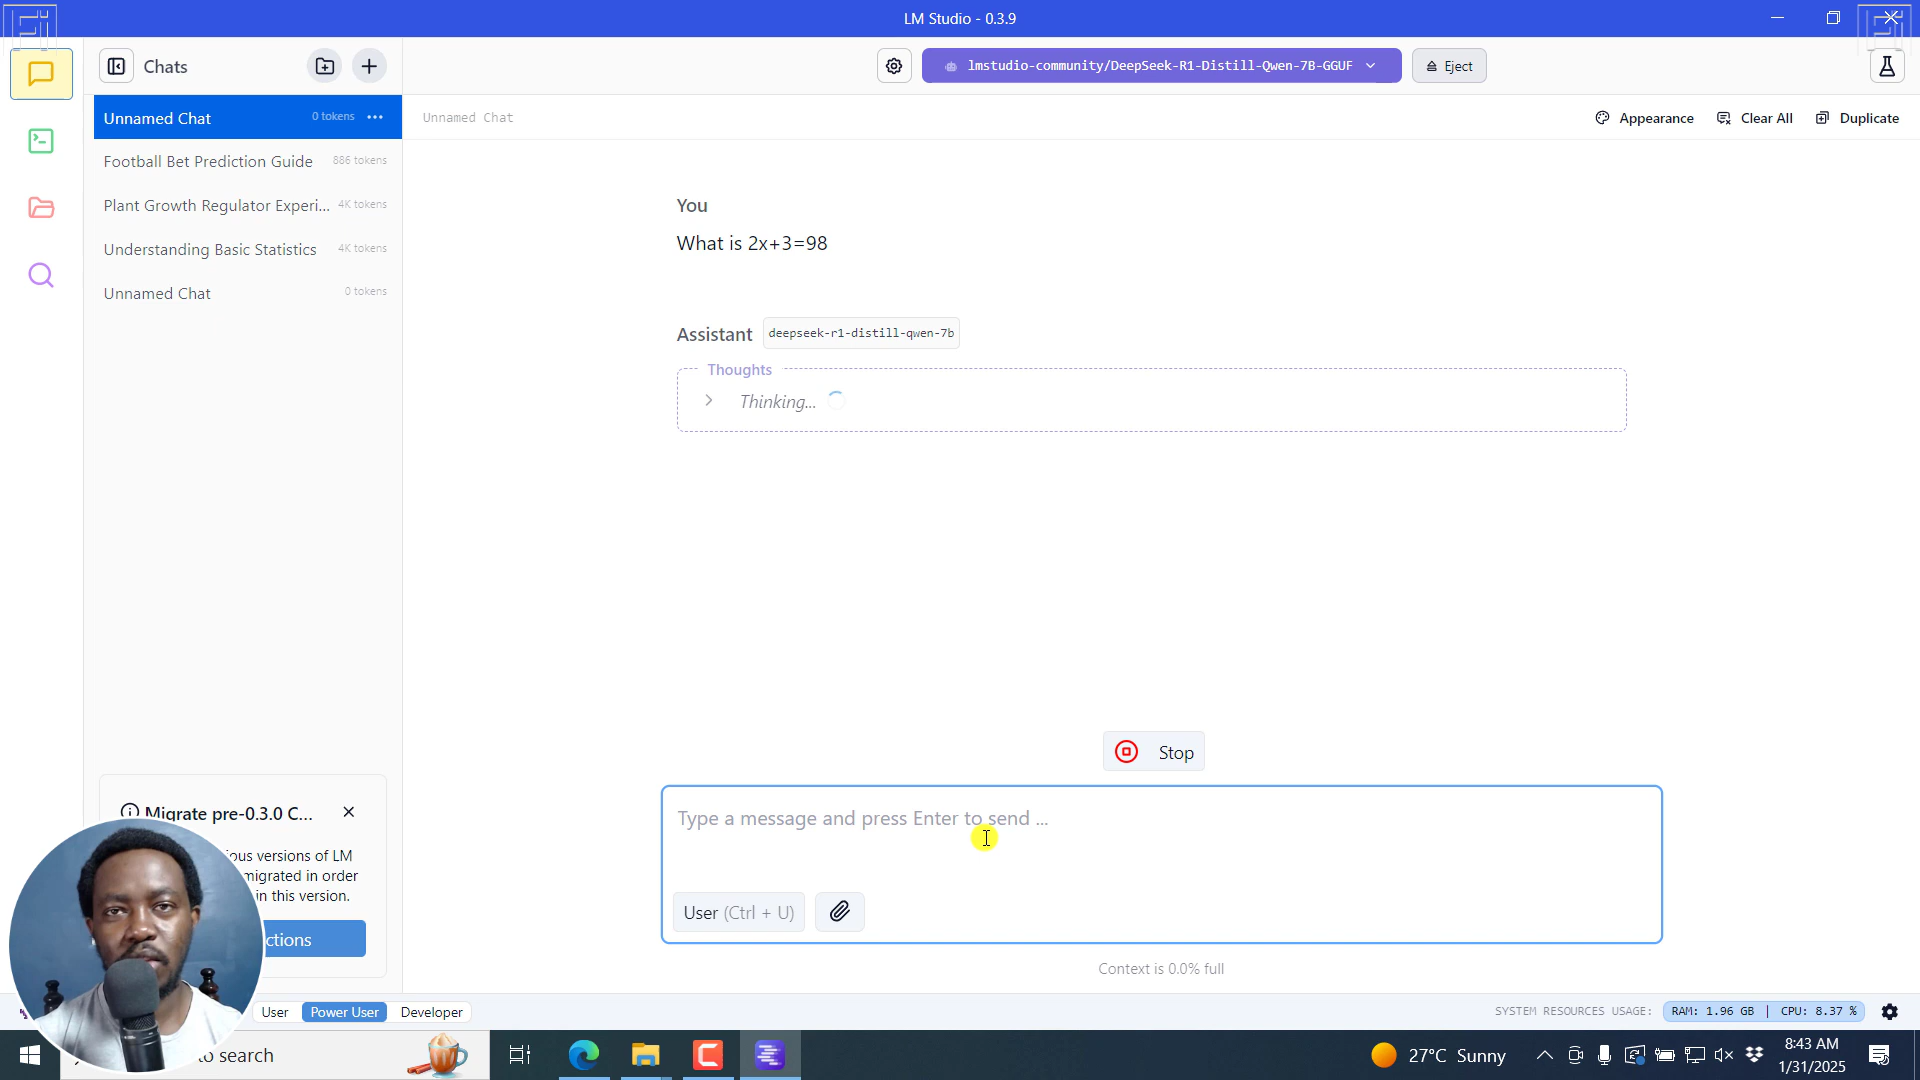 LM Studio - 0.3.9
Chats
lmstudio-community/DeepSeek-R1-Distill-Qwen-7B-GGUF
Eject
Unnamed Chat 0 tokens
Unnamed Chat
Appearance
Clear All
Duplicate
Football Bet Prediction Guide 886 tokens
Plant Growth Regulator Experi... 4K tokens
Understanding Basic Statistics 4K tokens
Unnamed Chat 0 tokens
You
What is 2x+3=98
Assistant deepseek-r1-distill-qwen-7b
Thoughts
Thinking...
Stop
Type a message and press Enter to send ...
User (Ctrl + U)
Context is 0.0% full
Migrate pre-0.3.0 C...
ious versions of LM
migrated in order
in this version.
ctions
User Power User Developer
SYSTEM RESOURCES USAGE: RAM: 1.96 GB | CPU: 8.37 %
to search
27°C Sunny
8:43 AM
1/31/2025